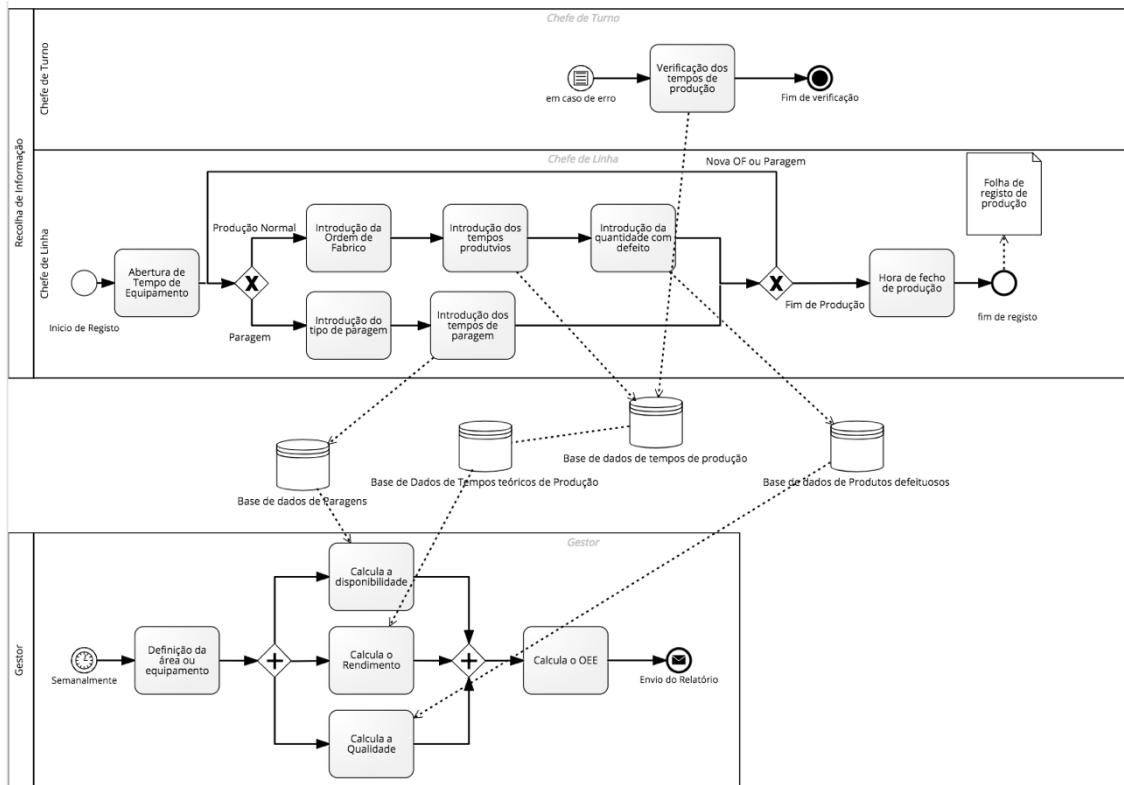 Recolha de Informação
Chefe de Turno
Chefe de Turno
em caso de erro
Verificação dos
tempos de
produção
Fim de verificação
Chefe de Linha
Chefe de Linha
Nova OF ou Paragem
Inicio de Registo
Abertura de
Tempo de
Equipamento
Produção Normal
Paragem
Introdução da
Ordem de
Fabrico
Introdução dos
tempos
produtvios
Introdução da
quantidade com
defeito
Introdução do
tipo de paragem
Introdução dos
tempos de
paragem
Fim de Produção
Hora de fecho
de produção
fim de registo
Folha de
registo de
produção
Base de dados de Paragens
Base de Dados de Tempos teóricos de Produção
Base de dados de tempos de produção
Base de dados de Produtos defeituosos
Gestor
Gestor
Semanalmente
Definição da
área ou
equipamento
Calcula a
disponibilidade
Calcula o
Rendimento
Calcula a
Qualidade
Calcula o OEE
Envio do Relatório